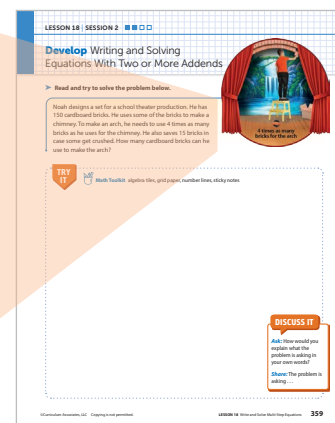 LESSON 18 | SESSION 2
Develop Writing and Solving
Equations With Two or More Addends
Read and try to solve the problem below.
Noah designs a set for a school theater production. He has
150 cardboard bricks. He uses some of the bricks to make a
chimney. To make an arch, he needs to use 4 times as many
bricks as he uses for the chimney. He also saves 15 bricks in
case some get crushed. How many cardboard bricks can he
use to make the arch?
4 times as many
bricks for the arch
TRY
IT
Math Toolkit algebra tiles, grid paper, number lines, sticky notes
DISCUSS IT
Ask: How would you
explain what the
problem is asking in
your own words?
Share: The problem is
asking . . .
©Curriculum Associates, LLC Copying is not permitted.
LESSON 18 Write and Solve Multi-Step Equations 359